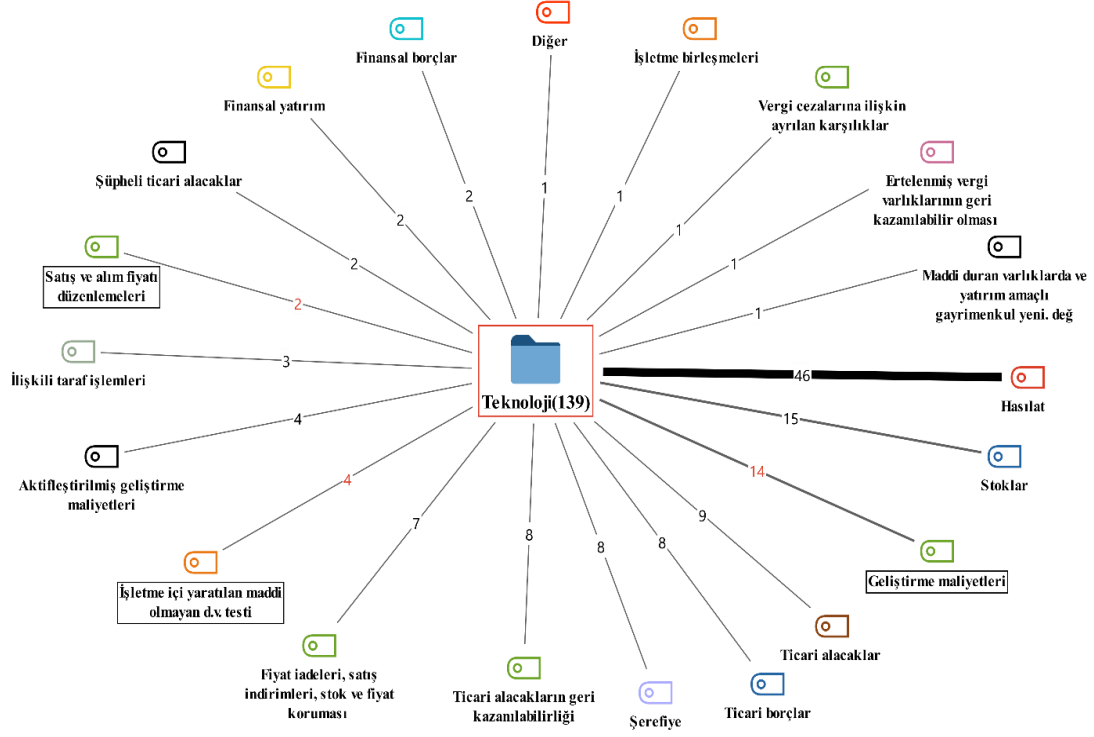 Diğer
Finansal borçlar
İşletme birleşmeleri
Finansal yatırım
Vergi cezalarına ilişkin
ayrılan karşılıklar
Şüpheli ticari alacaklar
Ertelenmiş vergi
varlıklarının geri
kazanılabilir olması
Satış ve alım fiyatı
düzenlemeleri
Maddi duran varlıklarda ve
yatırım amaçlı
gayrimenkul yeni. değ
2
1
1
2
1
2
1
2
1
3
İlişkili taraf işlemleri
Teknoloji(139)
46
Hasılat
4
15
Aktifleştirilmiş geliştirme
maliyetleri
Stoklar
4
14
7
9
8
8
8
İşletme içi yaratılan maddi
olmayan d.v. testi
Geliştirme maliyetleri
Fiyat iadeleri, satış
indirimleri, stok ve fiyat
koruması
Ticari alacaklar
Ticari alacakların geri
kazanılabilirliği
Şerefiye
Ticari borçlar